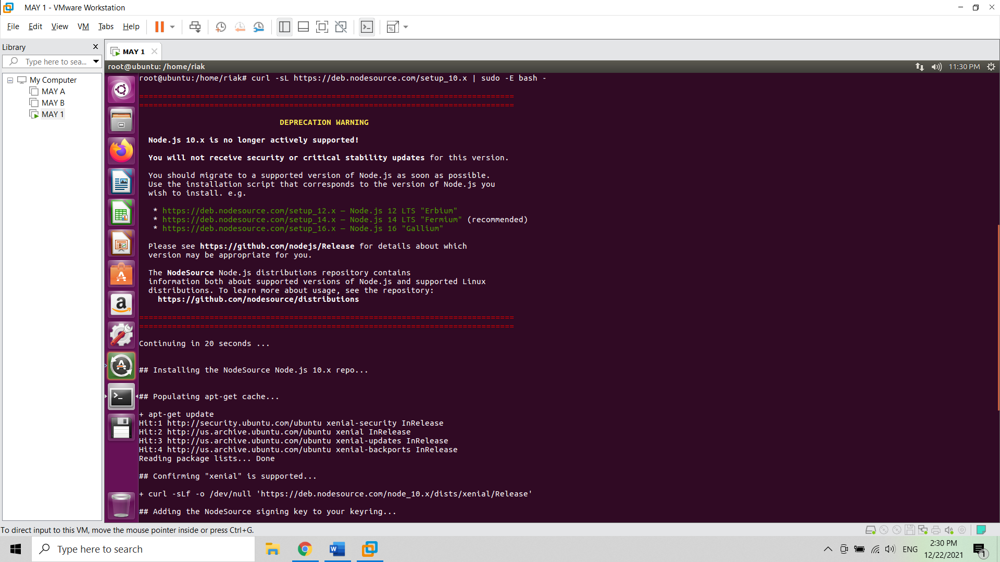 MAY 1 - VMware Workstation
File Edit View VM Tabs Help
Library
Type here to sea...
My Computer
MAY A
MAY B
MAY 1
MAY 1
root@ubuntu: /home/riak
11:30 PM
root@ubuntu:/home/riak# curl -sL https://deb.nodesource.com/setup_10.x | sudo -E bash -
================================================================================
================================================================================
DEPRECATION WARNING
Node.js 10.x is no longer actively supported!
You will not receive security or critical stability updates for this version.
You should migrate to a supported version of Node.js as soon as possible.
Use the installation script that corresponds to the version of Node.js you
wish to install. e.g.
* https://deb.nodesource.com/setup_12.x — Node.js 12 LTS "Erbium"
* https://deb.nodesource.com/setup_14.x — Node.js 14 LTS "Fermium" (recommended)
* https://deb.nodesource.com/setup_16.x — Node.js 16 "Gallium"
Please see https://github.com/nodejs/Release for details about which
version may be appropriate for you.
The NodeSource Node.js distributions repository contains
information both about supported versions of Node.js and supported Linux
distributions. To learn more about usage, see the repository:
https://github.com/nodesource/distributions
================================================================================
================================================================================
Continuing in 20 seconds ...
## Installing the NodeSource Node.js 10.x repo...
## Populating apt-get cache...
+ apt-get update
Hit:1 http://security.ubuntu.com/ubuntu xenial-security InRelease
Hit:2 http://us.archive.ubuntu.com/ubuntu xenial InRelease
Hit:3 http://us.archive.ubuntu.com/ubuntu xenial-updates InRelease
Hit:4 http://us.archive.ubuntu.com/ubuntu xenial-backports InRelease
Reading package lists... Done
## Confirming "xenial" is supported...
+ curl -sLf -o /dev/null 'https://deb.nodesource.com/node_10.x/dists/xenial/Release'
## Adding the NodeSource signing key to your keyring...
To direct input to this VM, move the mouse pointer inside or press Ctrl+G.
Type here to search
ENG
2:30 PM
12/22/2021
1